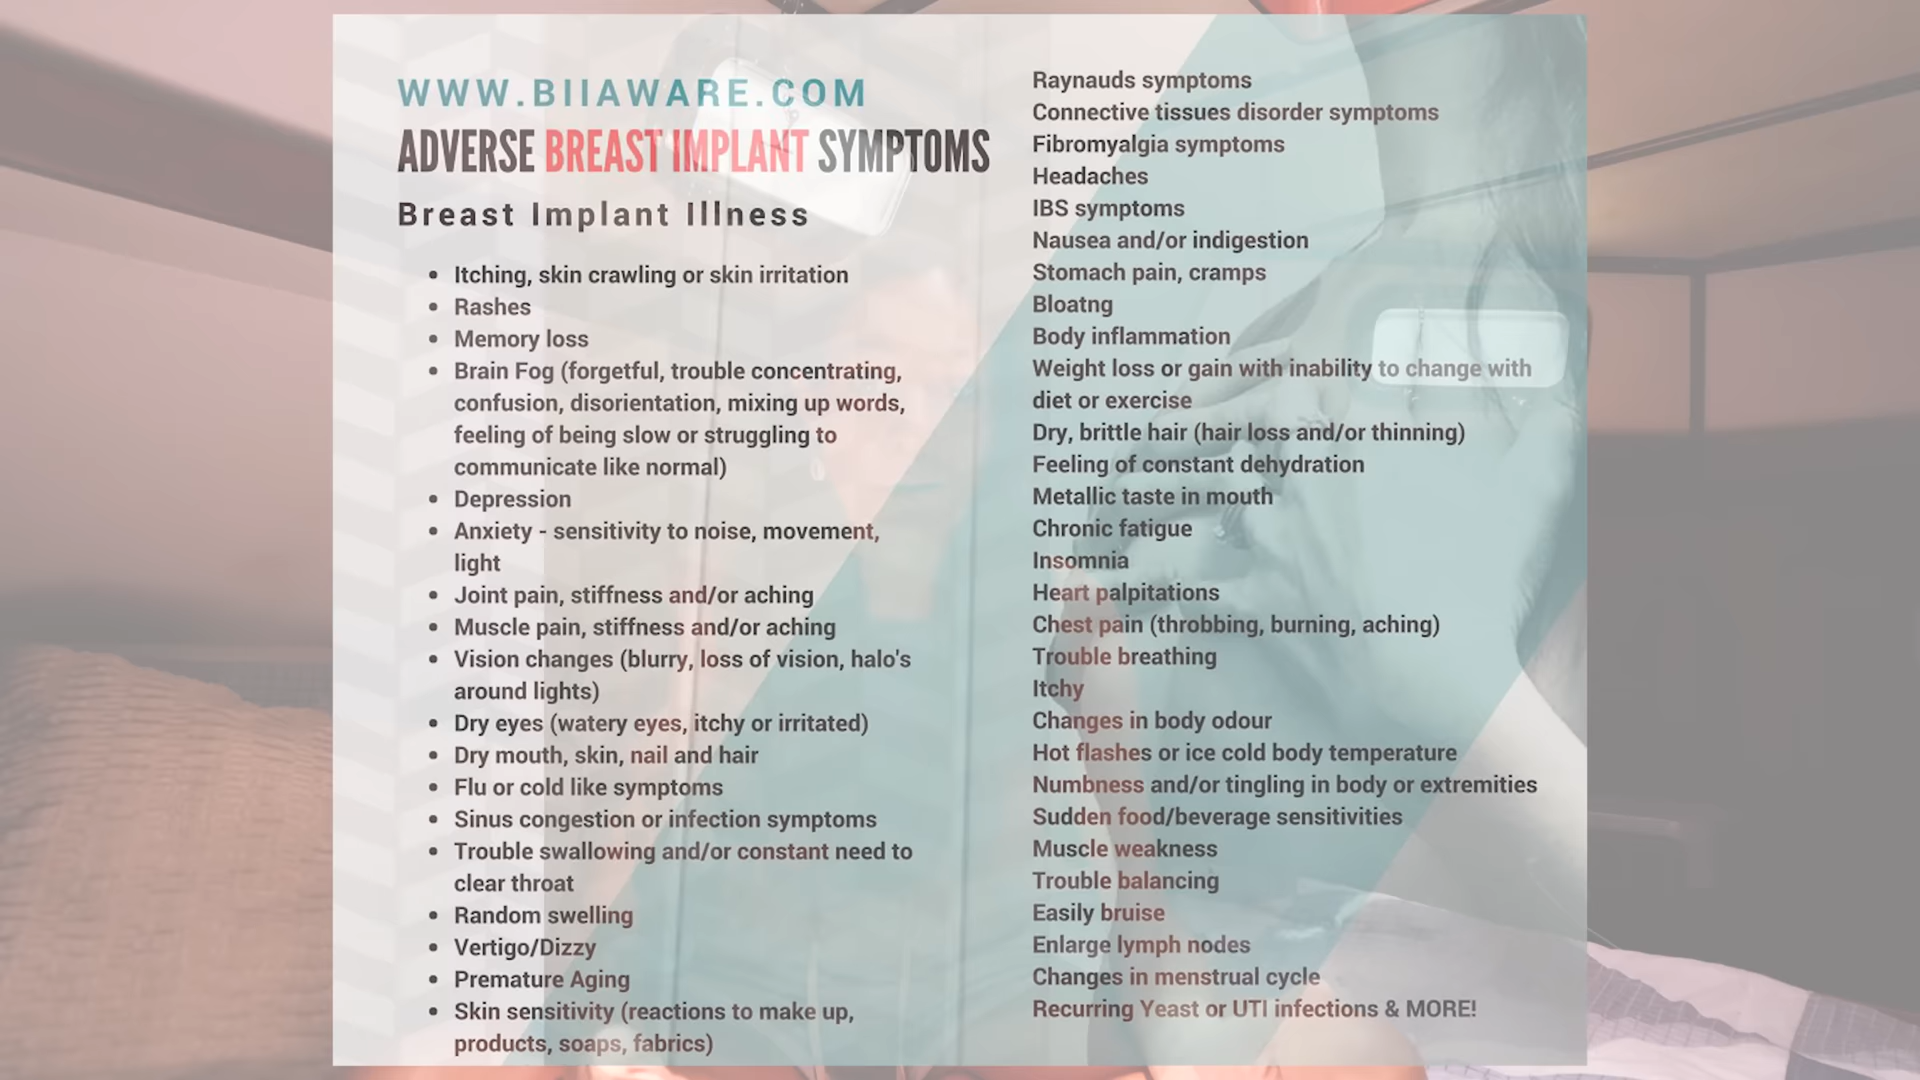 WWW.BIIAWARE.COM
ADVERSE BREAST IMPLANT SYMPTOMS
Breast Implant Illness
• Itching, skin crawling or skin irritation
• Rashes
• Memory loss
• Brain Fog (forgetful, trouble concentrating,
confusion, disorientation, mixing up words,
feeling of being slow or struggling to
communicate like normal)
• Depression
• Anxiety - sensitivity to noise, movement,
light
• Joint pain, stiffness and/or aching
• Muscle pain, stiffness and/or aching
• Vision changes (blurry, loss of vision, halo's
around lights)
• Dry eyes (watery eyes, itchy or irritated)
• Dry mouth, skin, nail and hair
• Flu or cold like symptoms
• Sinus congestion or infection symptoms
• Trouble swallowing and/or constant need to
clear throat
• Random swelling
• Vertigo/Dizzy
• Premature Aging
• Skin sensitivity (reactions to make up,
products, soaps, fabrics)
Raynauds symptoms
Connective tissues disorder symptoms
Fibromyalgia symptoms
Headaches
IBS symptoms
Nausea and/or indigestion
Stomach pain, cramps
Bloatng
Body inflammation
Weight loss or gain with inability to change with
diet or exercise
Dry, brittle hair (hair loss and/or thinning)
Feeling of constant dehydration
Metallic taste in mouth
Chronic fatigue
Insomnia
Heart palpitations
Chest pain (throbbing, burning, aching)
Trouble breathing
Itchy
Changes in body odour
Hot flashes or ice cold body temperature
Numbness and/or tingling in body or extremities
Sudden food/beverage sensitivities
Muscle weakness
Trouble balancing
Easily bruise
Enlarge lymph nodes
Changes in menstrual cycle
Recurring Yeast or UTI infections & MORE!